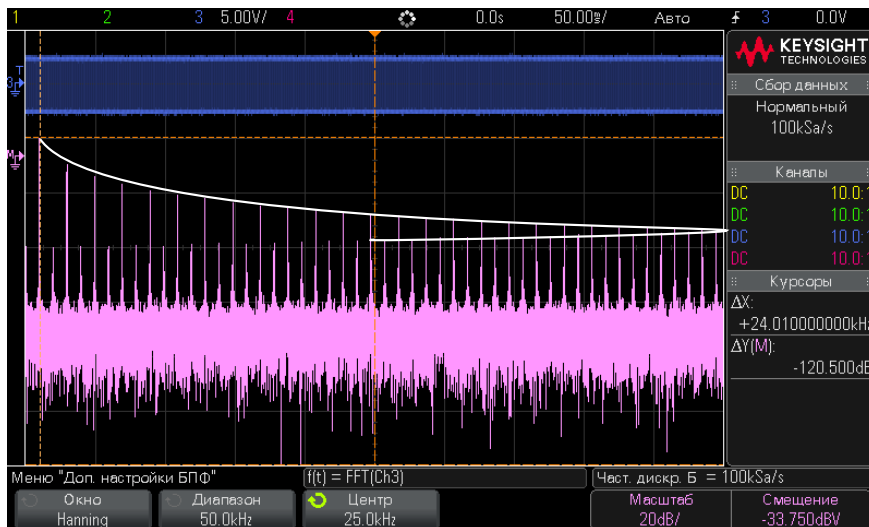 1 2 3 5.00V/ 4 0.0s 50.00㎳/ Авто 3 0.0V
KEYSIGHT
TECHNOLOGIES
T
3
M
Сбор данных
Нормальный
100kSa/s
Каналы
DC 10.0:1
DC 10.0:1
DC 10.0:1
DC 10.0:1
Курсоры
ΔX:
+24.010000000kHz
ΔY(M):
-120.500dB
Меню "Доп. настройки БПФ" f(t) = FFT(Ch3) Част. дискр. Б = 100kSa/s
Окно Диапазон Центр Масштаб Смещение
Hanning 50.0kHz 25.0kHz 20dB/ -33.750dBV